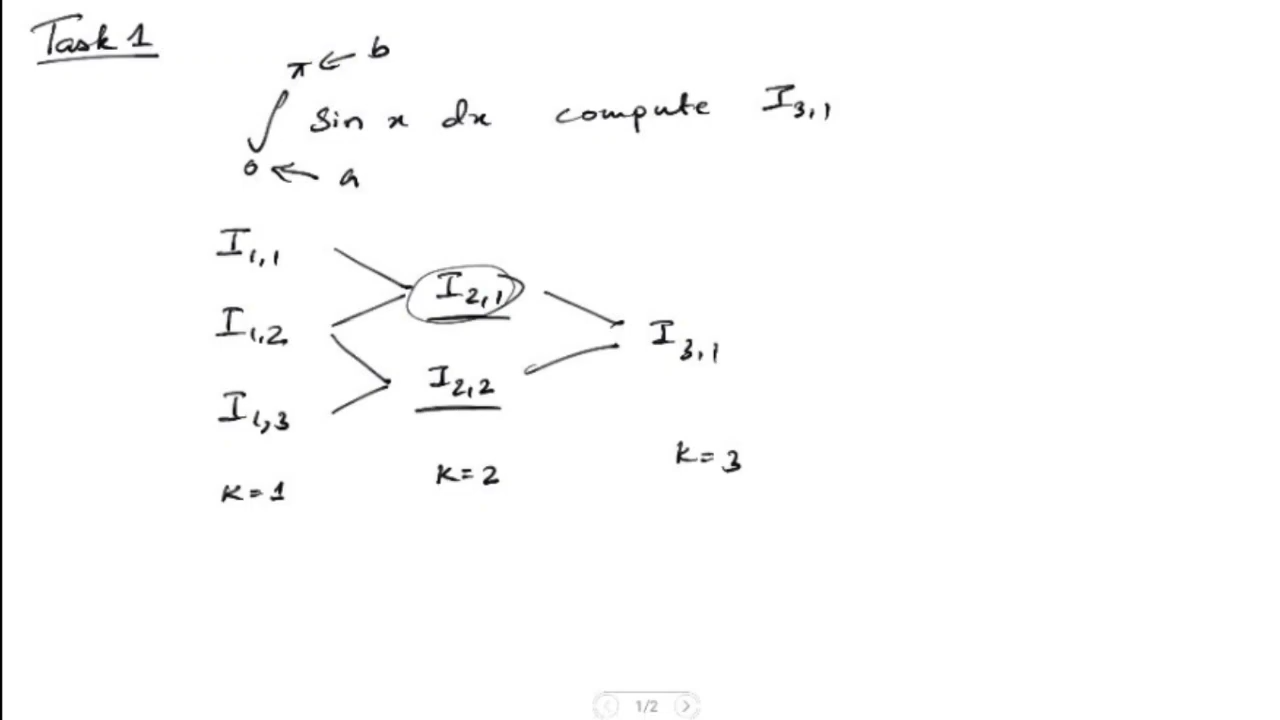 Task 1
π ← b
∫ sin x dx compute I3,1
0 ← a
I1,1
I2,1
I1,2
I3,1
I2,2
I1,3
K=3
K=2
K=1
1/2